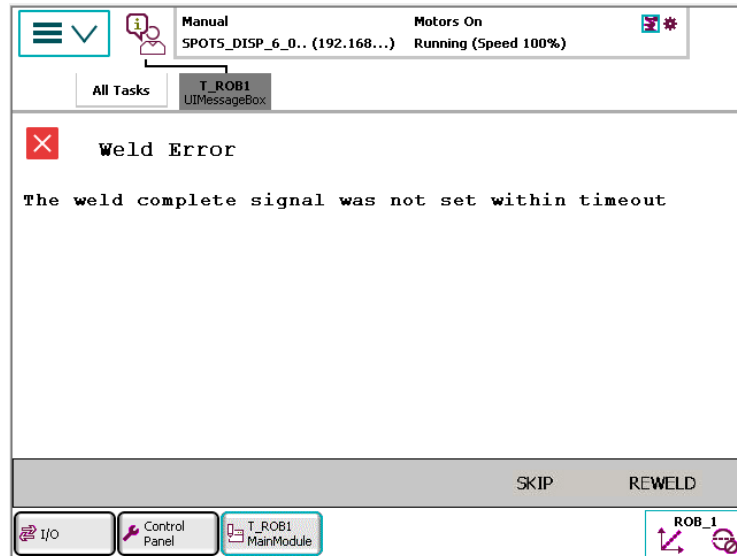 Manual
Motors On
SPOTS_DISP_6_0.. (192.168...)
Running (Speed 100%)
All Tasks
T_ROB1
UIMessageBox
Weld Error
The weld complete signal was not set within timeout
SKIP
REWELD
I/O
Control
Panel
T_ROB1
MainModule
ROB_1